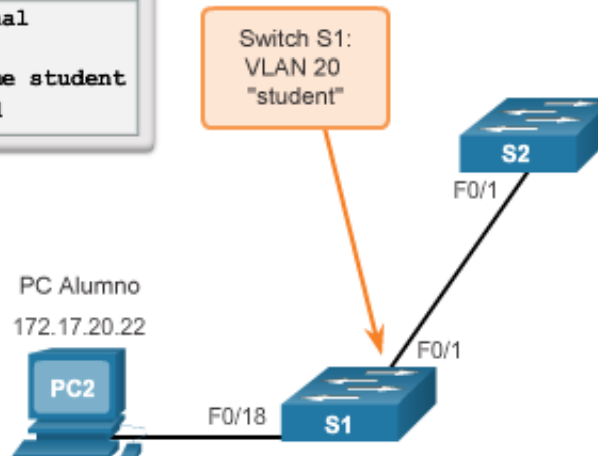 student
Switch S1:
VLAN 20
"student"
S2
F0/1
PC Alumno
172.17.20.22
F0/1
PC2
F0/18
S1